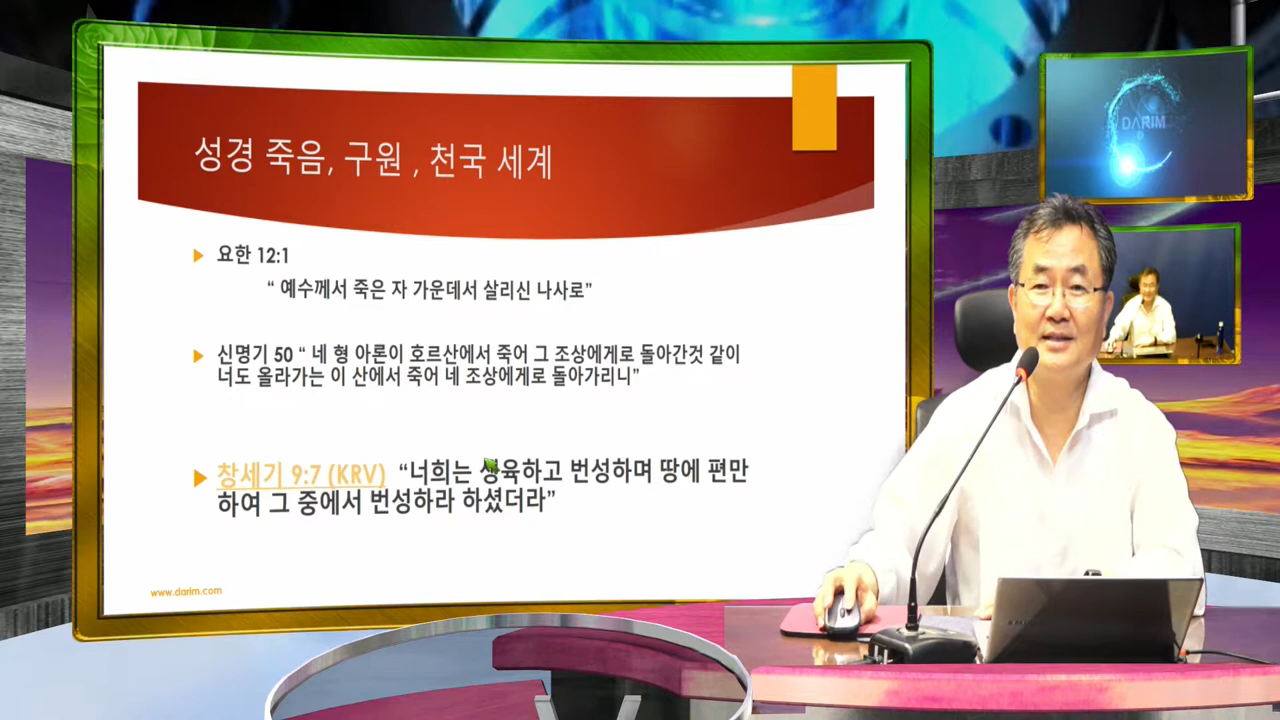 성경 죽음, 구원 , 천국 세계
요한 12:1
“ 예수께서 죽은 자 가운데서 살리신 나사로”
신명기 50 “ 네 형 아론이 호르산에서 죽어 그 조상에게로 돌아간것 같이
너도 올라가는 이 산에서 죽어 네 조상에게로 돌아가리니”
창세기 9:7 (KRV) “너희는 생육하고 번성하며 땅에 편만
하여 그 중에서 번성하라 하셨더라”
www.darim.com
DARIM